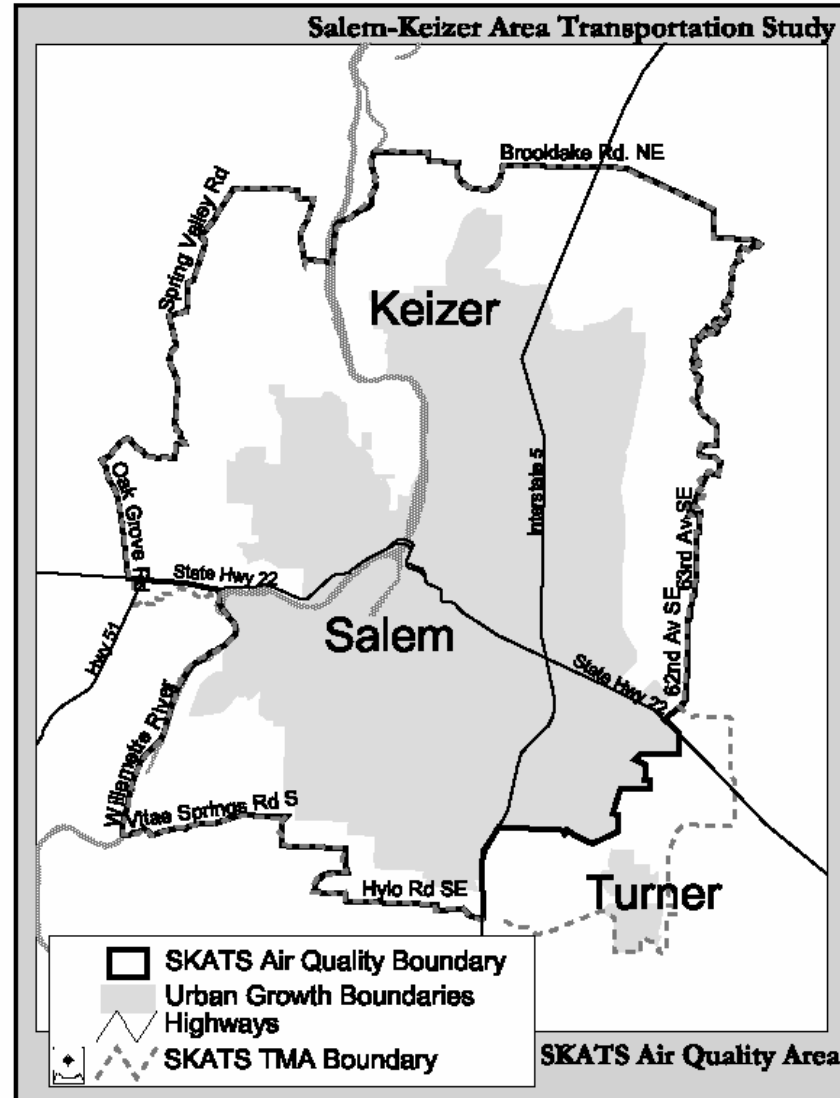 Salem-Keizer Area Transportation Study
Brooklake Rd. NE
Spring Valley Rd
Keizer
Interstate 5
Oak Grove Rd
63rd Av SE
State Hwy 22
Salem
62nd Av SE
Hwy 51
State Hwy 22
Willamette River
Vitae Springs Rd S
Hylo Rd SE
Turner
SKATS Air Quality Boundary
Urban Growth Boundaries
Highways
SKATS TMA Boundary
SKATS Air Quality Area